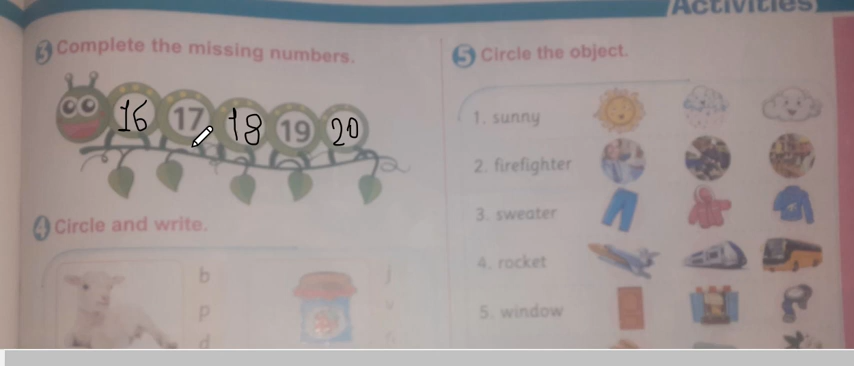 Activities
3 Complete the missing numbers.
16 17 18 19 20
4 Circle and write.
b
p
d
j
u
5 Circle the object.
1. sunny
2. firefighter
3. sweater
4. rocket
5. window